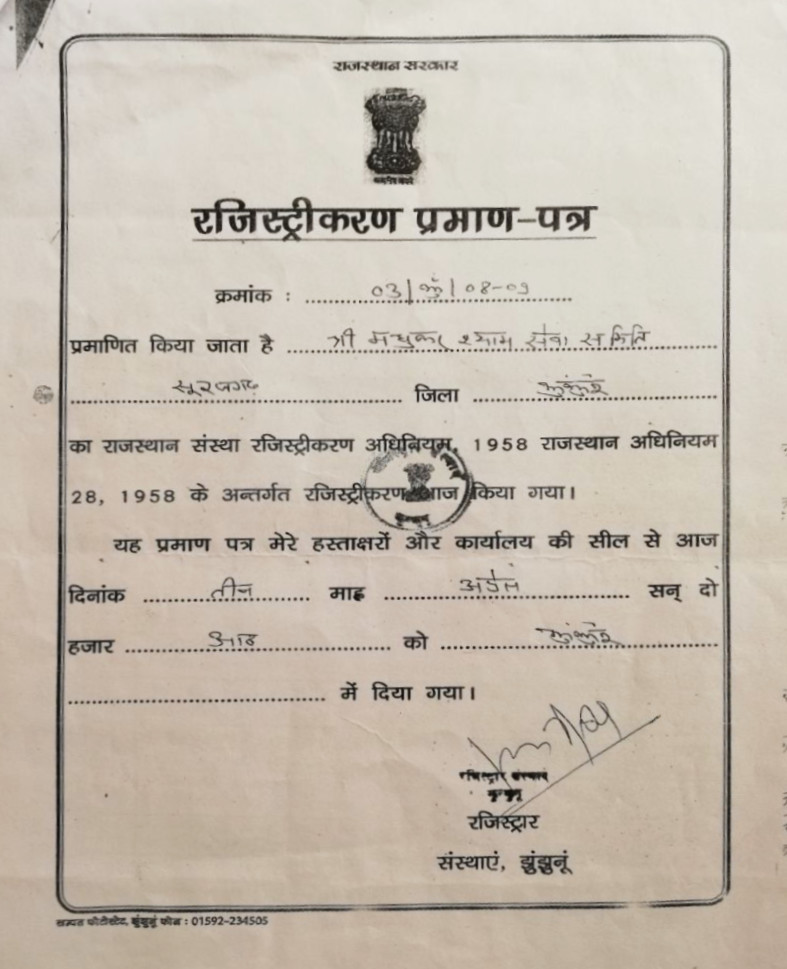 राजस्थान सरकार
रजिस्ट्रीकरण प्रमाण-पत्र
क्रमांक : 03/झुं/08-09
प्रमाणित किया जाता है श्री मधुकर श्याम सेवा समिति
सूरजगढ जिला झुंझुनूं
का राजस्थान संस्था रजिस्ट्रीकरण अधिनियम, 1958 राजस्थान अधिनियम
28, 1958 के अन्तर्गत रजिस्ट्रीकरण आज किया गया।
यह प्रमाण पत्र मेरे हस्ताक्षरों और कार्यालय की सील से आज
दिनांक तीन माह अप्रैल सन् दो
हजार आठ को झुंझुनूं
में दिया गया।
रजिस्ट्रार
संस्थाएं, झुंझुनूं
फोटोस्टेट, झुंझुनूं फोन : 01592-234505